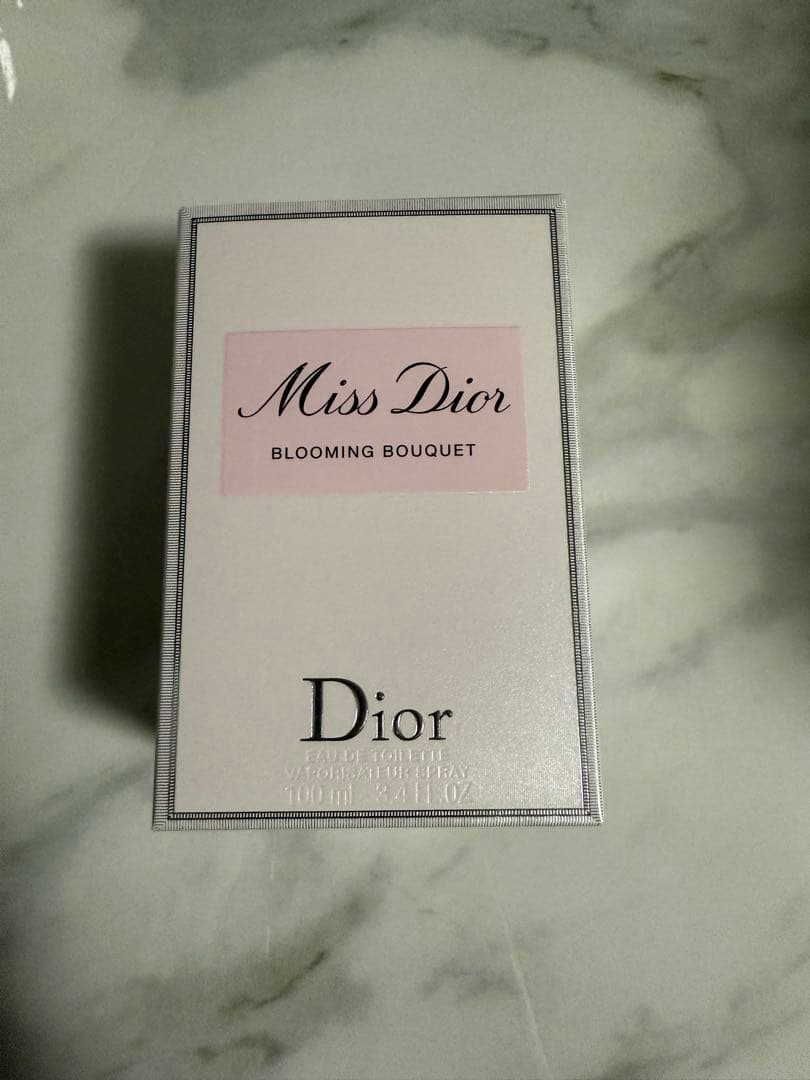 Miss Dior
BLOOMING BOUQUET
Dior
EAU DE TOILETTE
VAPORISATEUR SPRAY
100 ml - 3.4 FL.OZ